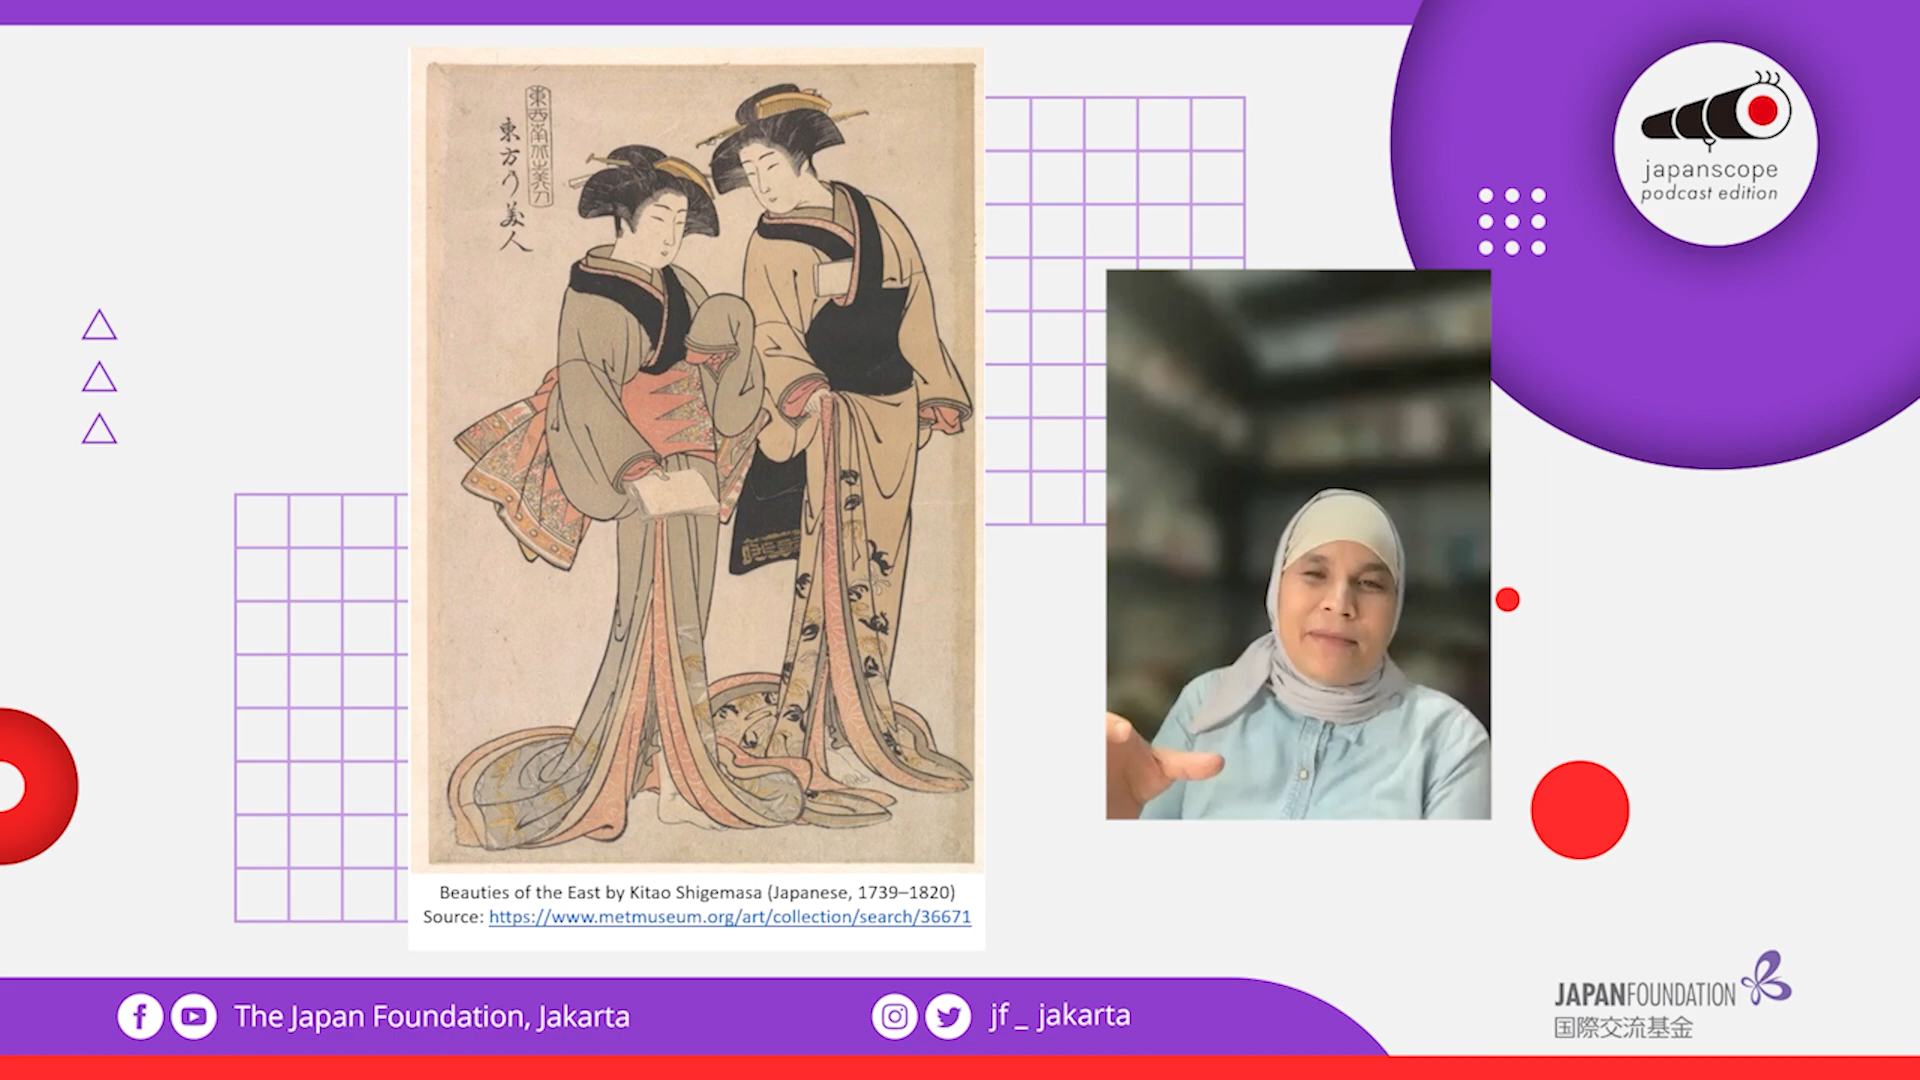 東西南北之美人
東方乃美人
japanscope
podcast edition
Beauties of the East by Kitao Shigemasa (Japanese, 1739–1820)
Source: https://www.metmuseum.org/art/collection/search/36671
The Japan Foundation, Jakarta
jf_ jakarta
JAPANFOUNDATION
国際交流基金